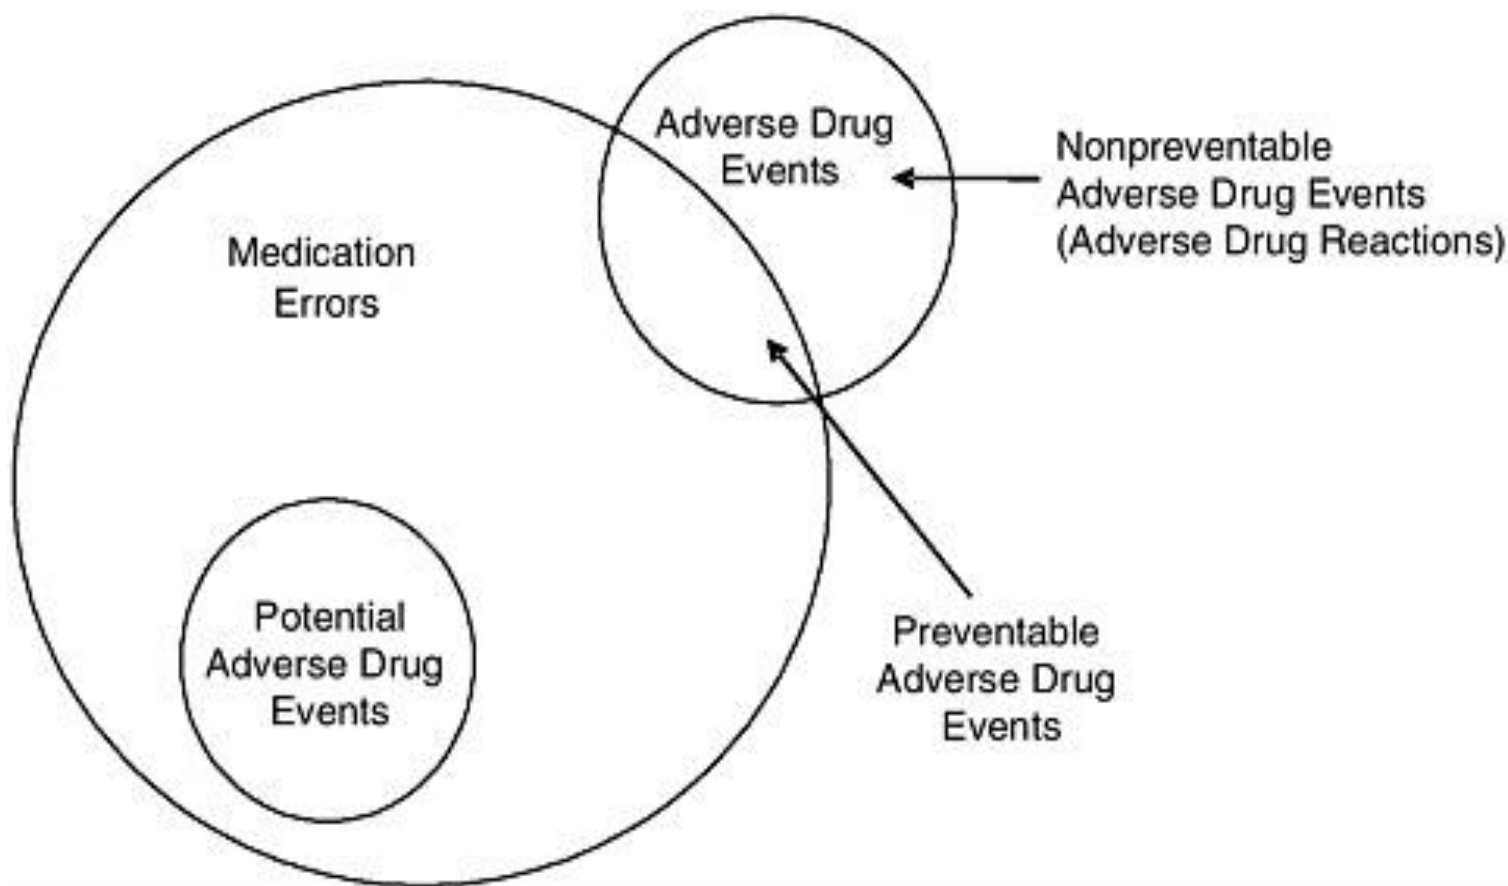 Adverse Drug
Events
Nonpreventable
Adverse Drug Events
(Adverse Drug Reactions)
Medication
Errors
Potential
Adverse Drug
Events
Preventable
Adverse Drug
Events